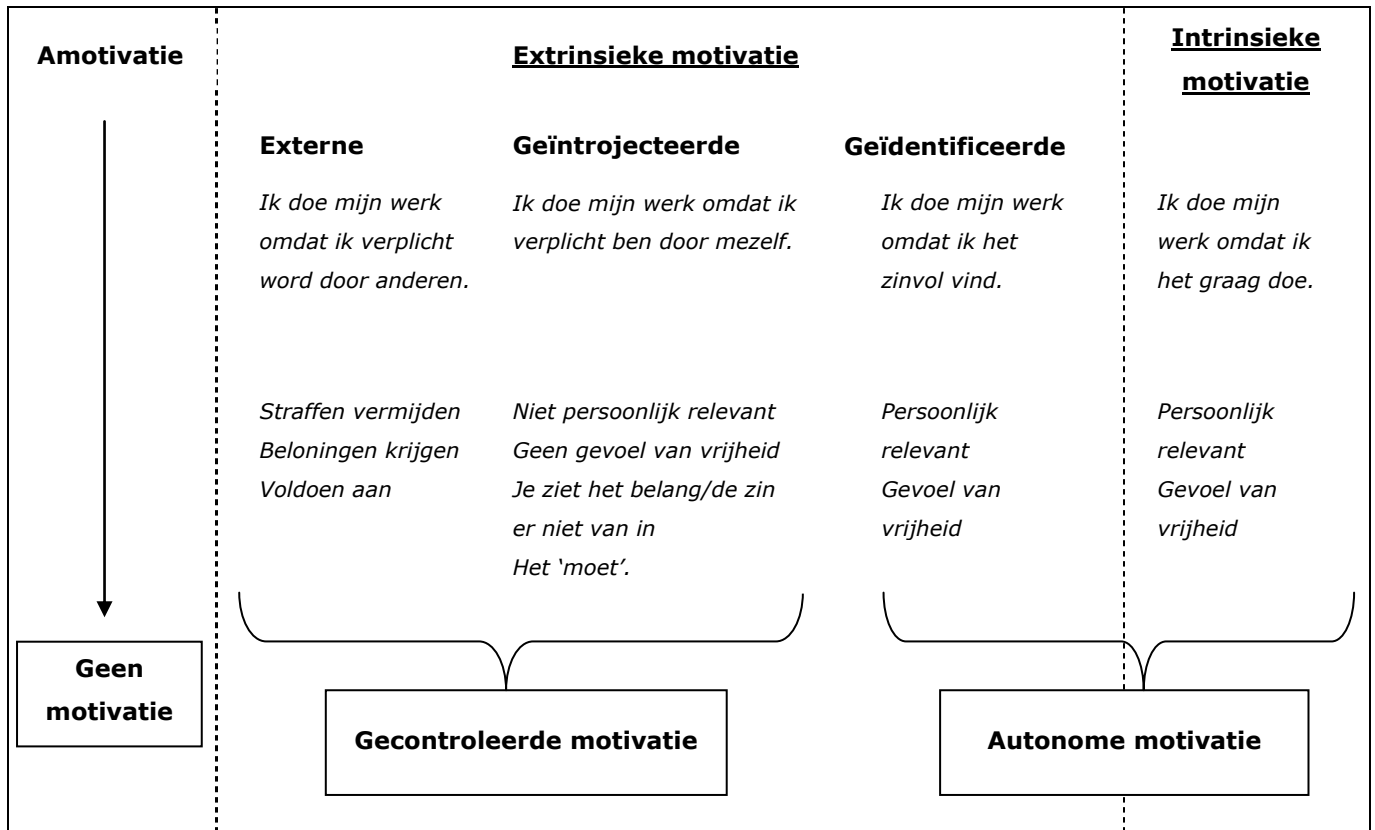 Amotivatie
Extrinsieke motivatie
Intrinsieke
motivatie
Externe
Ik doe mijn werk
omdat ik verplicht
word door anderen.
Straffen vermijden
Beloningen krijgen
Voldoen aan
Geïntrojecteerde
Ik doe mijn werk omdat ik
verplicht ben door mezelf.
Niet persoonlijk relevant
Geen gevoel van vrijheid
Je ziet het belang/de zin
er niet van in
Het ‘moet’.
Geïdentificeerde
Ik doe mijn werk
omdat ik het
zinvol vind.
Persoonlijk
relevant
Gevoel van
vrijheid
Ik doe mijn
werk omdat ik
het graag doe.
Persoonlijk
relevant
Gevoel van
vrijheid
Geen
motivatie
Gecontroleerde motivatie
Autonome motivatie